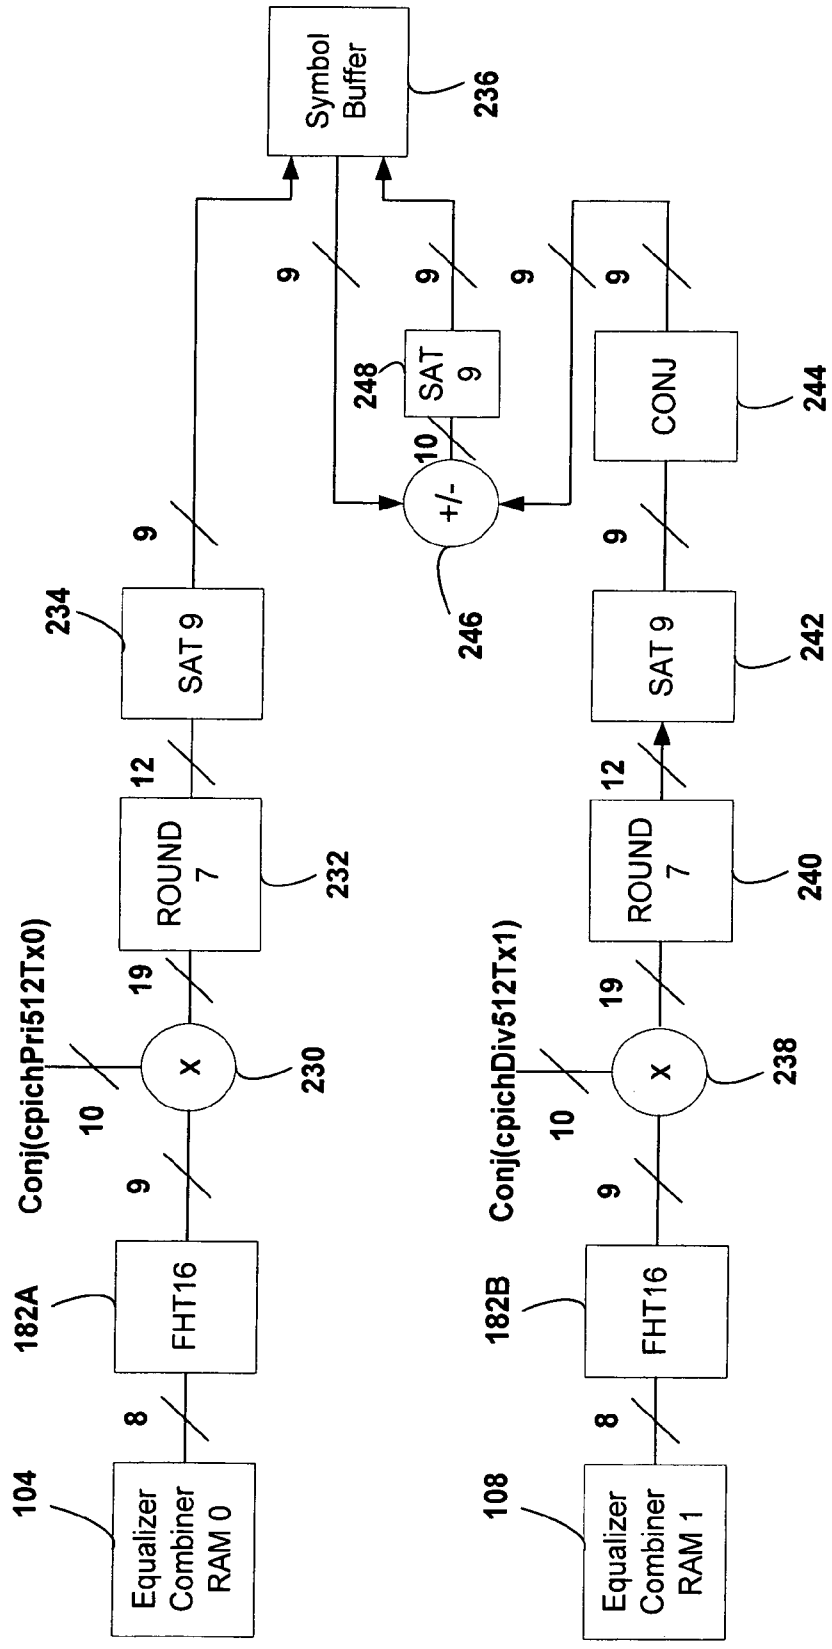 Equalizer
Combiner
RAM 0
104
8
FHT16
182A
9
X
230
Conj(cpichPri512Tx0)
10
19
ROUND
7
232
12
SAT 9
234
9
Symbol
Buffer
236
9
9
SAT
9
248
10
+/-
246
9
9
Equalizer
Combiner
RAM 1
108
8
FHT16
182B
9
X
238
Conj(cpichDiv512Tx1)
10
19
ROUND
7
240
12
SAT 9
242
9
CONJ
244